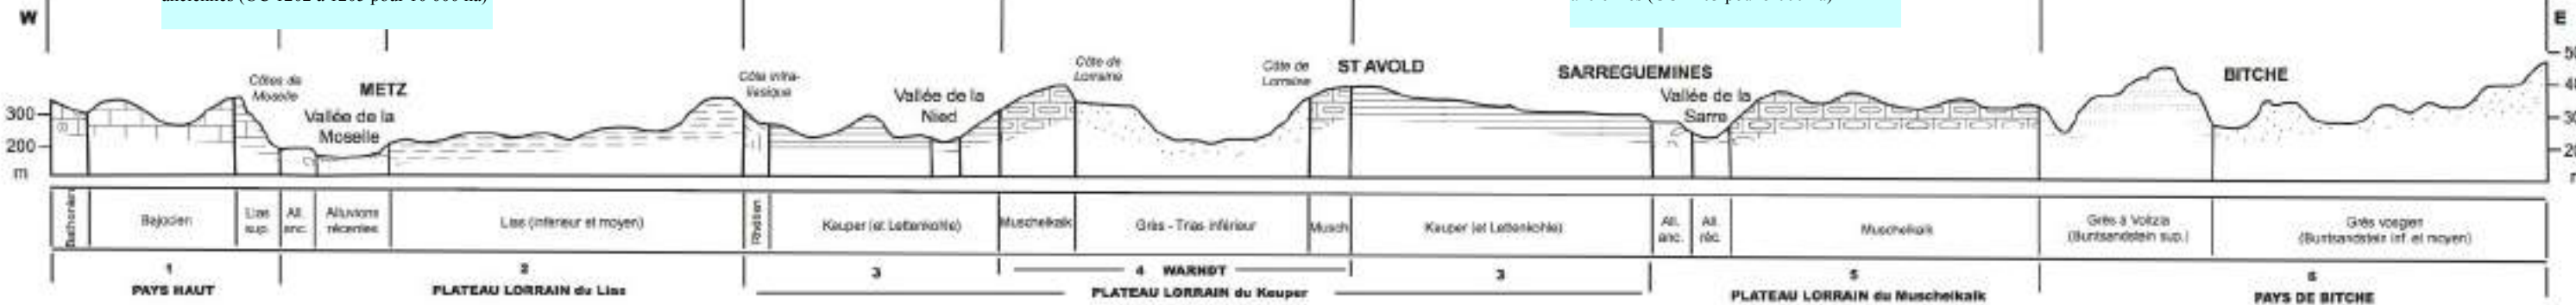 W
E
Côtes de
Moselle
METZ
Vallée de la
Moselle
Côte infra-
liasique
Vallée de la
Nied
Côte de
Lorraine
Côte de
Lorraine
ST AVOLD
SARREGUEMINES
Vallée de la
Sarre
BITCHE
300
200
m
Bathonien
Bajocien
Lias
sup.
All.
anc.
Alluvions
récentes
Lias (inférieur et moyen)
Rhétien
Keuper (et Lettenkohle)
Muschelkalk
Grès - Trias inférieur
Musch
Keuper (et Lettenkohle)
All.
anc.
All.
réc.
Muschelkalk
Grès à Voltzia
(Buntsandstein sup.)
Grès vosgien
(Buntsandstein inf. et moyen)
1
PAYS HAUT
2
PLATEAU LORRAIN du Lias
3
4 WARNDT
3
PLATEAU LORRAIN du Keuper
5
PLATEAU LORRAIN du Muschelkalk
6
PAYS DE BITCHE